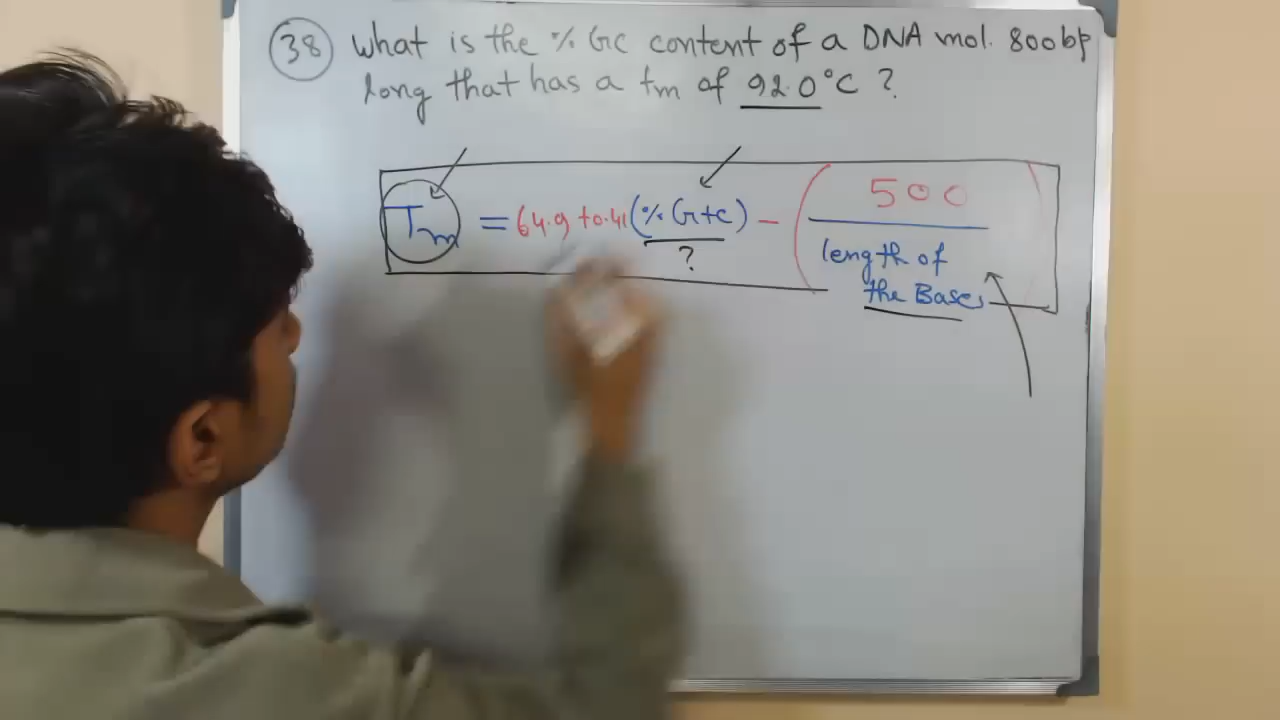 38 What is the % GC content of a DNA mol. 800bp
long that has a tm of 92.0°C ?
Tm = 64.9 +0.41 (% G+C) - ( 500 )
? length of
the Bases